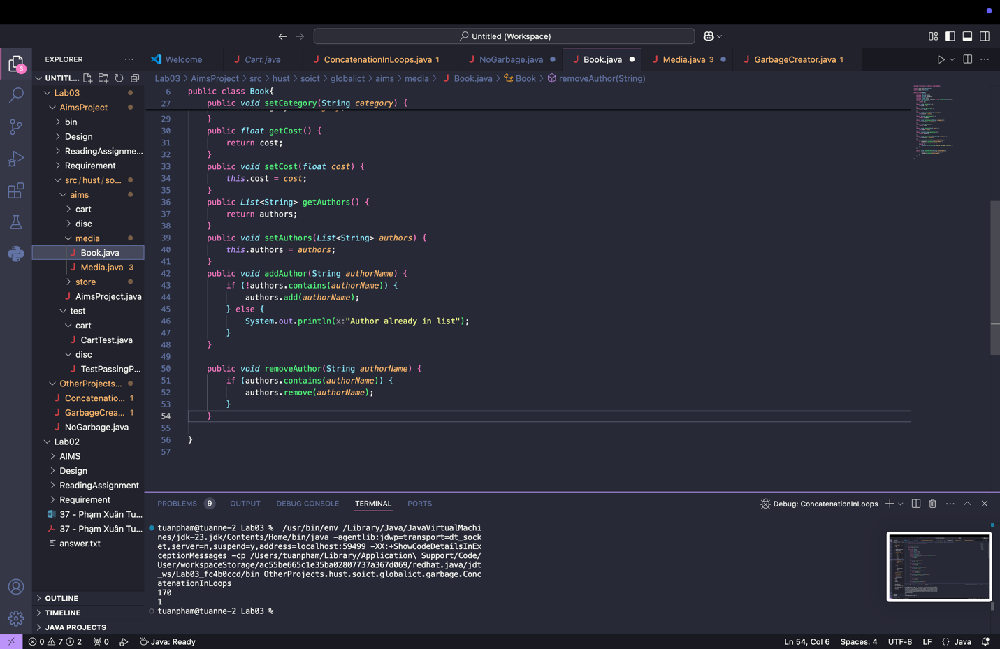 Untitled (Workspace)
EXPLORER
Welcome
Cart.java
ConcatenationInLoops.java 1
NoGarbage.java
Book.java
Media.java 3
GarbageCreator.java 1
UNTITL...
Lab03
AimsProject
bin
Design
ReadingAssignme...
Requirement
src/hust/so...
aims
cart
disc
media
Book.java
Media.java 3
store
AimsProject.java
test
cart
CartTest.java
disc
TestPassingP...
OtherProjects...
Concatenatio... 1
GarbageCrea... 1
NoGarbage.java
Lab02
AIMS
Design
ReadingAssignment
Requirement
37 - Phạm Xuân Tu...
37 - Phạm Xuân Tu...
answer.txt
OUTLINE
TIMELINE
JAVA PROJECTS
3
Lab03 > AimsProject > src > hust > soict > globalict > aims > media > Book.java > Book > removeAuthor(String)
6 public class Book{
27 public void setCategory(String category) {
29 }
30 public float getCost() {
31 return cost;
32 }
33 public void setCost(float cost) {
34 this.cost = cost;
35 }
36 public List<String> getAuthors() {
37 return authors;
38 }
39 public void setAuthors(List<String> authors) {
40 this.authors = authors;
41 }
42 public void addAuthor(String authorName) {
43 if (!authors.contains(authorName)) {
44 authors.add(authorName);
45 } else {
46 System.out.println(x:"Author already in list");
47 }
48 }
49
50 public void removeAuthor(String authorName) {
51 if (authors.contains(authorName)) {
52 authors.remove(authorName);
53 }
54 }
55
56 }
57
PROBLEMS 9 OUTPUT DEBUG CONSOLE TERMINAL PORTS
Debug: ConcatenationInLoops
tuanpham@tuanne-2 Lab03 %  /usr/bin/env /Library/Java/JavaVirtualMachi
nes/jdk-23.jdk/Contents/Home/bin/java -agentlib:jdwp=transport=dt_sock
et,server=n,suspend=y,address=localhost:59499 -XX:+ShowCodeDetailsInEx
ceptionMessages -cp /Users/tuanpham/Library/Application\ Support/Code/
User/workspaceStorage/ac55be665c1e35ba02807737a367d069/redhat.java/jdt
_ws/Lab03_fc4b0ccd/bin OtherProjects.hust.soict.globalict.garbage.Conc
atenationInLoops
170
1
tuanpham@tuanne-2 Lab03 %
0 7 2 0 Java: Ready
Ln 54, Col 6 Spaces: 4 UTF-8 LF {} Java